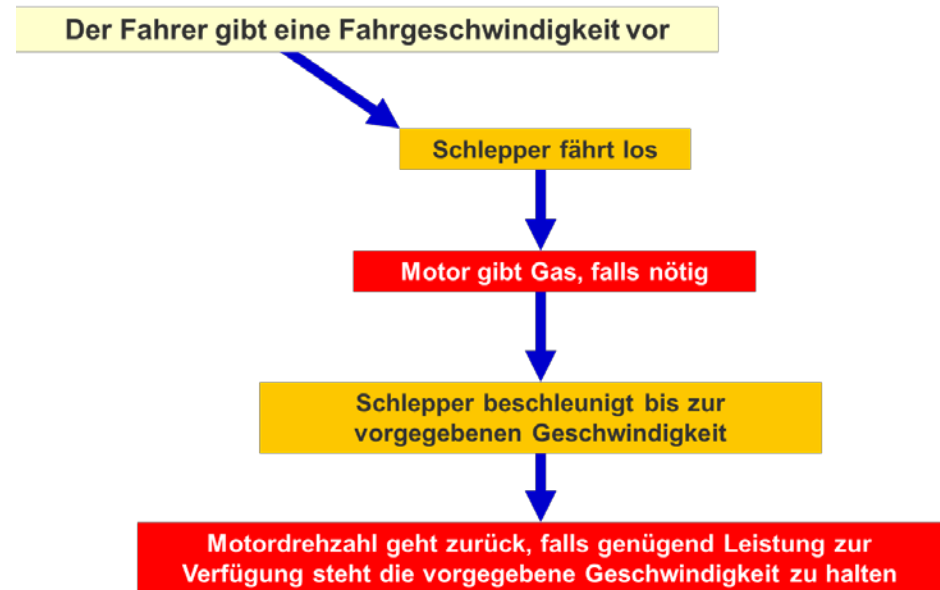 Der Fahrer gibt eine Fahrgeschwindigkeit vor
Schlepper fährt los
Motor gibt Gas, falls nötig
Schlepper beschleunigt bis zur
vorgegebenen Geschwindigkeit
Motordrehzahl geht zurück, falls genügend Leistung zur
Verfügung steht die vorgegebene Geschwindigkeit zu halten